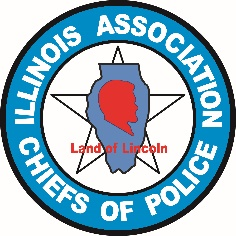 ILLINOIS ASSOCIATION
Land of Lincoln
CHIEFS OF POLICE